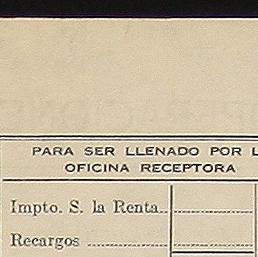 PARA SER LLENADO POR L
OFICINA RECEPTORA
Impto. S. la Renta
Recargos